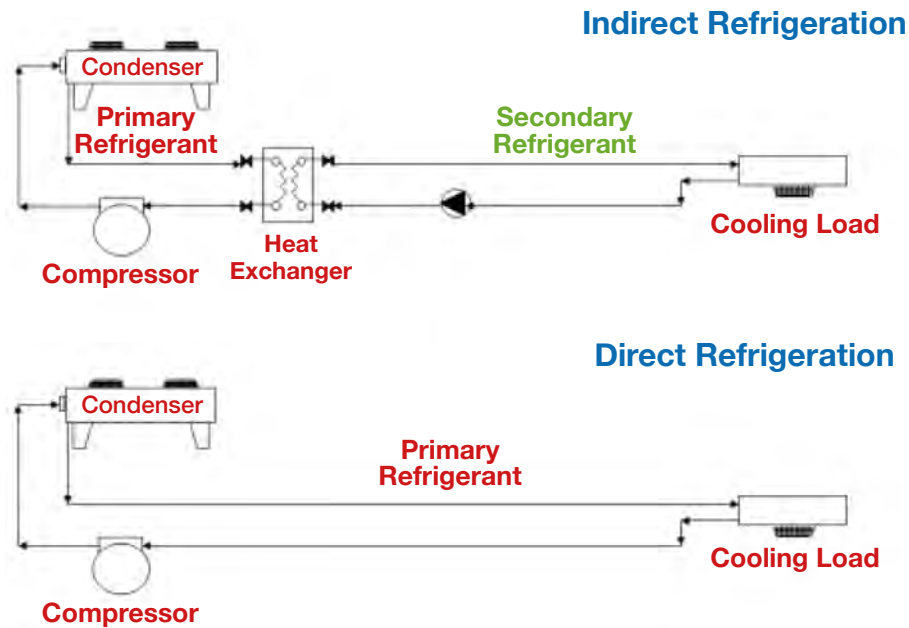 Indirect Refrigeration
Condenser
Primary
Refrigerant
Secondary
Refrigerant
Cooling Load
Heat
Exchanger
Compressor
Direct Refrigeration
Condenser
Primary
Refrigerant
Cooling Load
Compressor